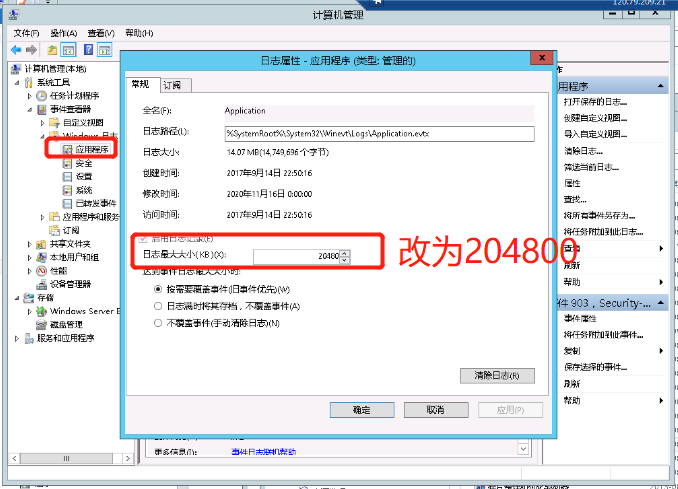 120.79.209.21
计算机管理
文件(F) 操作(A) 查看(V) 帮助(H)
计算机管理(本地)
系统工具
任务计划程序
事件查看器
自定义视图
Windows 日志
应用程序
安全
设置
系统
已转发事件
应用程序和服务
订阅
共享文件夹
本地用户和组
性能
设备管理器
存储
Windows Server B
磁盘管理
服务和应用程序
日志属性 - 应用程序 (类型: 管理的)
常规 订阅
全名(F): Application
日志路径(L): %SystemRoot%\System32\Winevt\Logs\Application.evtx
日志大小: 14.07 MB(14,749,696 个字节)
创建时间: 2017年9月14日 22:50:16
修改时间: 2020年11月16日 0:00:00
访问时间: 2017年9月14日 22:50:16
启用日志记录(E)
日志最大大小( KB )(X): 20480
改为204800
达到事件日志最大大小时:
按需要覆盖事件(旧事件优先)(W)
日志满时将其存档，不覆盖事件(A)
不覆盖事件(手动清除日志)(N)
清除日志(R)
确定 取消 应用(P)
更多信息(I): 事件日志联机帮助
作
用程序
打开保存的日志...
创建自定义视图...
导入自定义视图...
清除日志...
筛选当前日志...
属性
查找...
将所有事件另存为...
将任务附加到此日志...
查看
刷新
帮助
件 903，Security-...
事件属性
将任务附加到此事件...
复制
保存选择的事件...
刷新
帮助